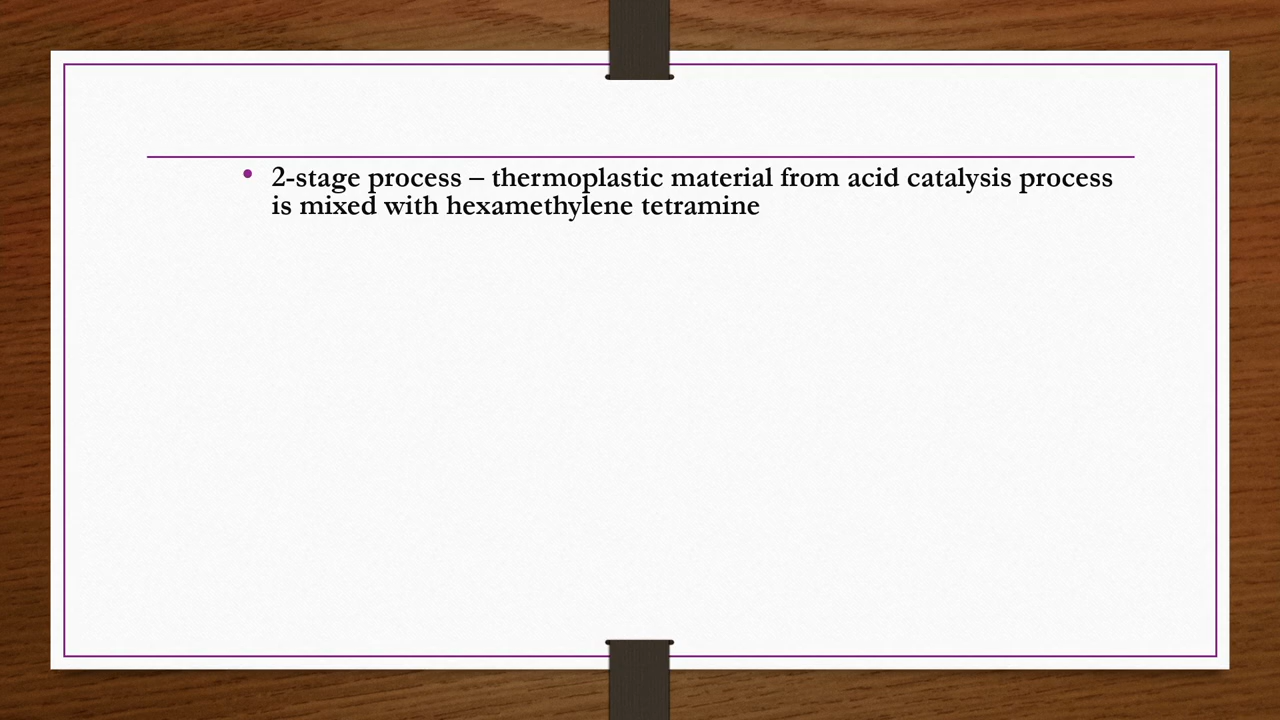 • 2-stage process – thermoplastic material from acid catalysis process
is mixed with hexamethylene tetramine